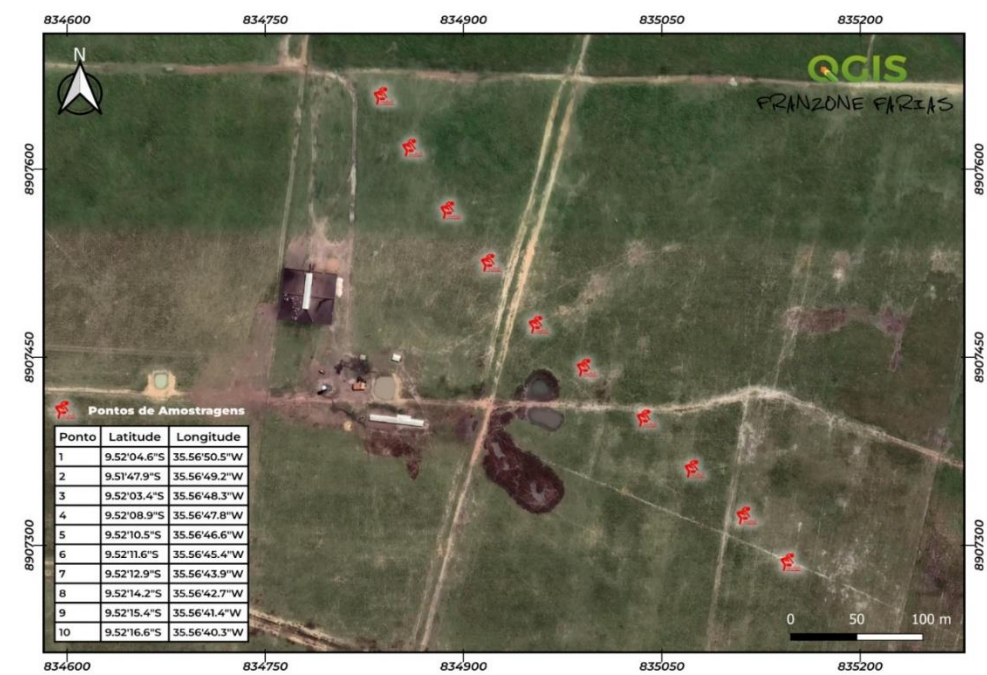 834600 834750 834900 835050 835200
N
QGIS
FRANZONE FARIAS
8907600 8907600
8907450 8907450
Pontos de Amostragens
Ponto Latitude Longitude
1 9.52'04.6"S 35.56'50.5"W
2 9.51'47.9"S 35.56'49.2"W
3 9.52'03.4"S 35.56'48.3"W
4 9.52'08.9"S 35.56'47.8"W
5 9.52'10.5"S 35.56'46.6"W
6 9.52'11.6"S 35.56'45.4"W
7 9.52'12.9"S 35.56'43.9"W
8 9.52'14.2"S 35.56'42.7"W
9 9.52'15.4"S 35.56'41.4"W
10 9.52'16.6"S 35.56'40.3"W
8907300 8907300
0 50 100 m
834600 834750 834900 835050 835200